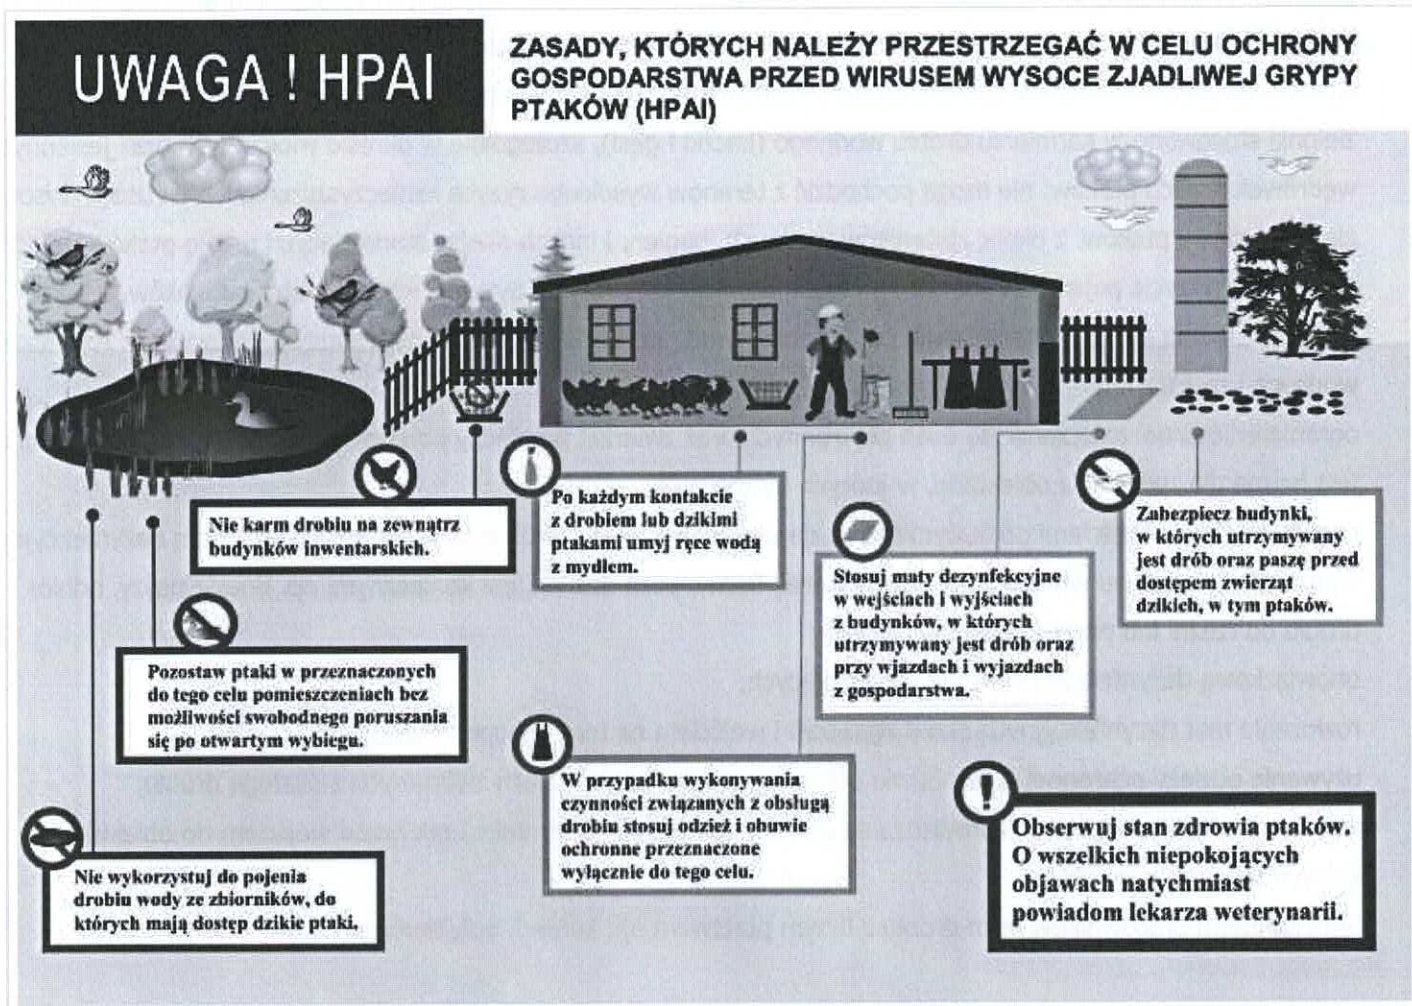 UWAGA ! HPAI
ZASADY, KTÓRYCH NALEŻY PRZESTRZEGAĆ W CELU OCHRONY
GOSPODARSTWA PRZED WIRUSEM WYSOCE ZJADLIWEJ GRYPY
PTAKÓW (HPAI)
Nie karm drobiu na zewnątrz
budynków inwentarskich.
Po każdym kontakcie
z drobiem lub dzikimi
ptakami umyj ręce wodą
z mydłem.
Stosuj maty dezynfekcyjne
w wejściach i wyjściach
z budynków, w których
utrzymywany jest drób oraz
przy wjazdach i wyjazdach
z gospodarstwa.
Zabezpiecz budynki,
w których utrzymywany
jest drób oraz paszę przed
dostępem zwierząt
dzikich, w tym ptaków.
Pozostaw ptaki w przeznaczonych
do tego celu pomieszczeniach bez
możliwości swobodnego poruszania
się po otwartym wybiegu.
W przypadku wykonywania
czynności związanych z obsługą
drobiu stosuj odzież i obuwie
ochronne przeznaczone
wyłącznie do tego celu.
Nie wykorzystuj do pojenia
drobiu wody ze zbiorników, do
których mają dostęp dzikie ptaki.
Obserwuj stan zdrowia ptaków.
O wszelkich niepokojących
objawach natychmiast
powiadom lekarza weterynarii.